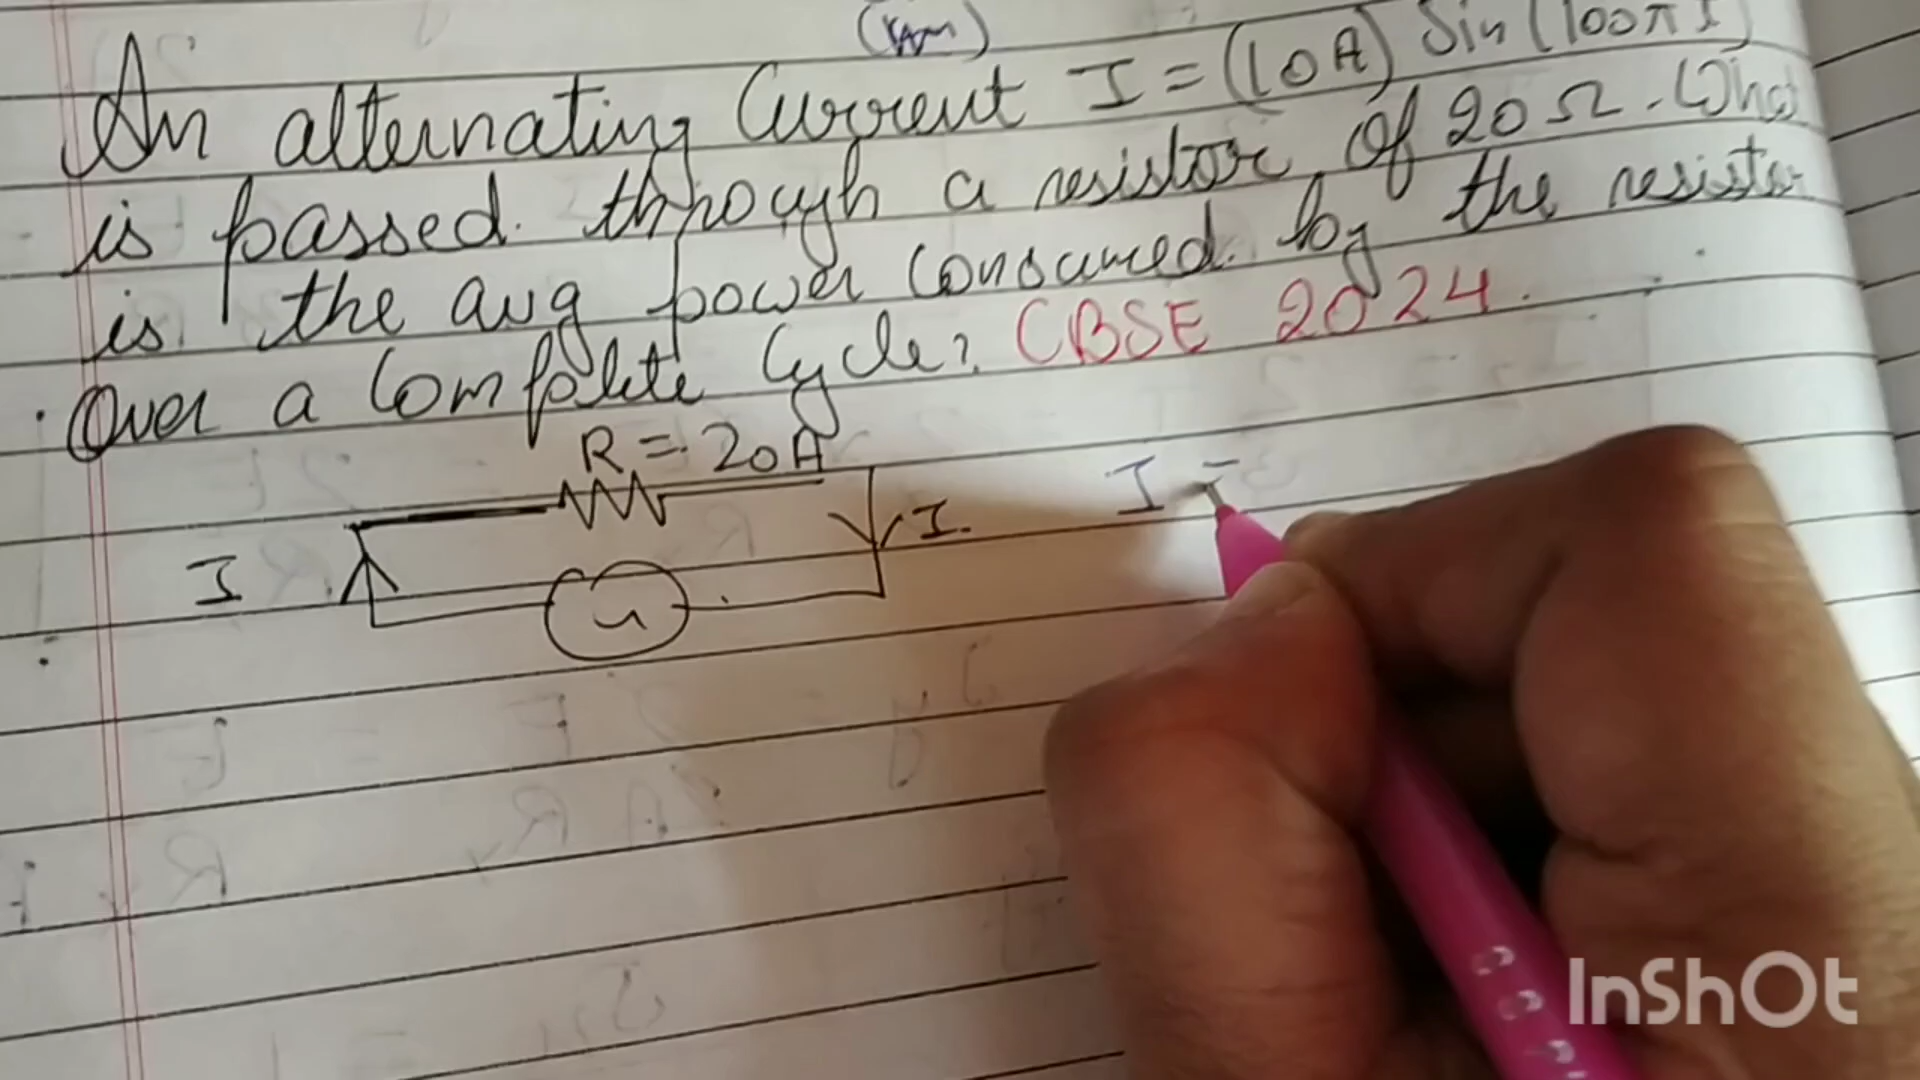 An alternating Current I = (10A) Sin(100πt)
is passed through a resistor of 20Ω. What
is the avg power consumed by the resistor
Over a Complete Cycle? CBSE 2024.
R = 20A
I
I.
I =
InShOt